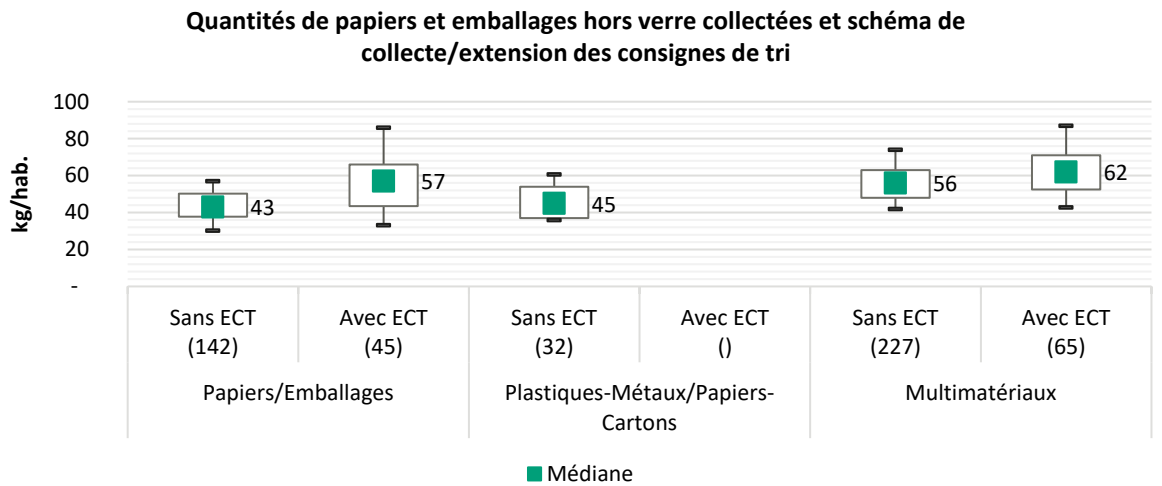 Quantités de papiers et emballages hors verre collectées et schéma de
collecte/extension des consignes de tri
kg/hab.
100
80
60
40
20
-
43
57
45
56
62
Sans ECT
(142)
Avec ECT
(45)
Sans ECT
(32)
Avec ECT
()
Sans ECT
(227)
Avec ECT
(65)
Papiers/Emballages
Plastiques-Métaux/Papiers-
Cartons
Multimatériaux
Médiane